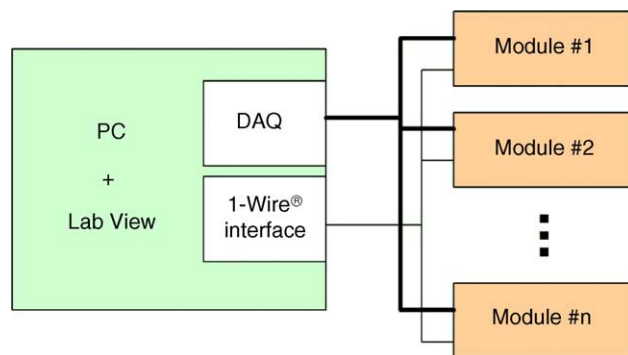 PC
+
Lab View
DAQ
1-Wire®
interface
Module #1
Module #2
Module #n